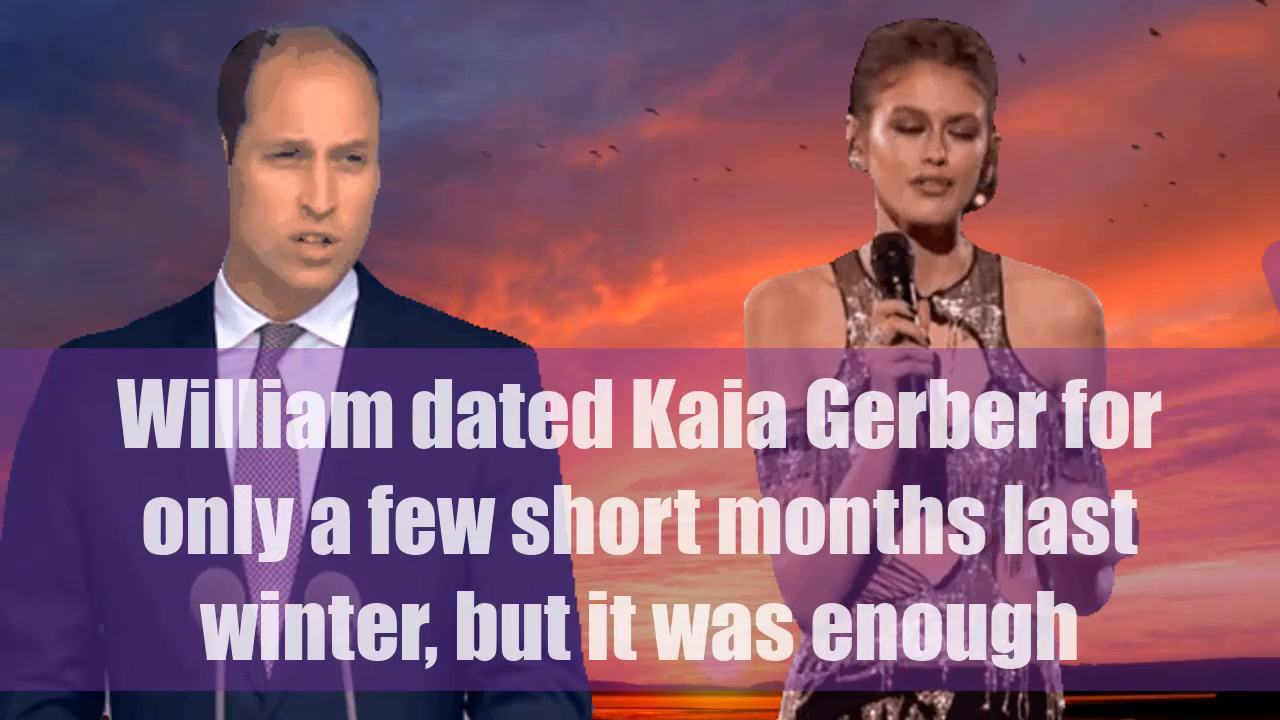 William dated Kaia Gerber for
only a few short months last
winter, but it was enough